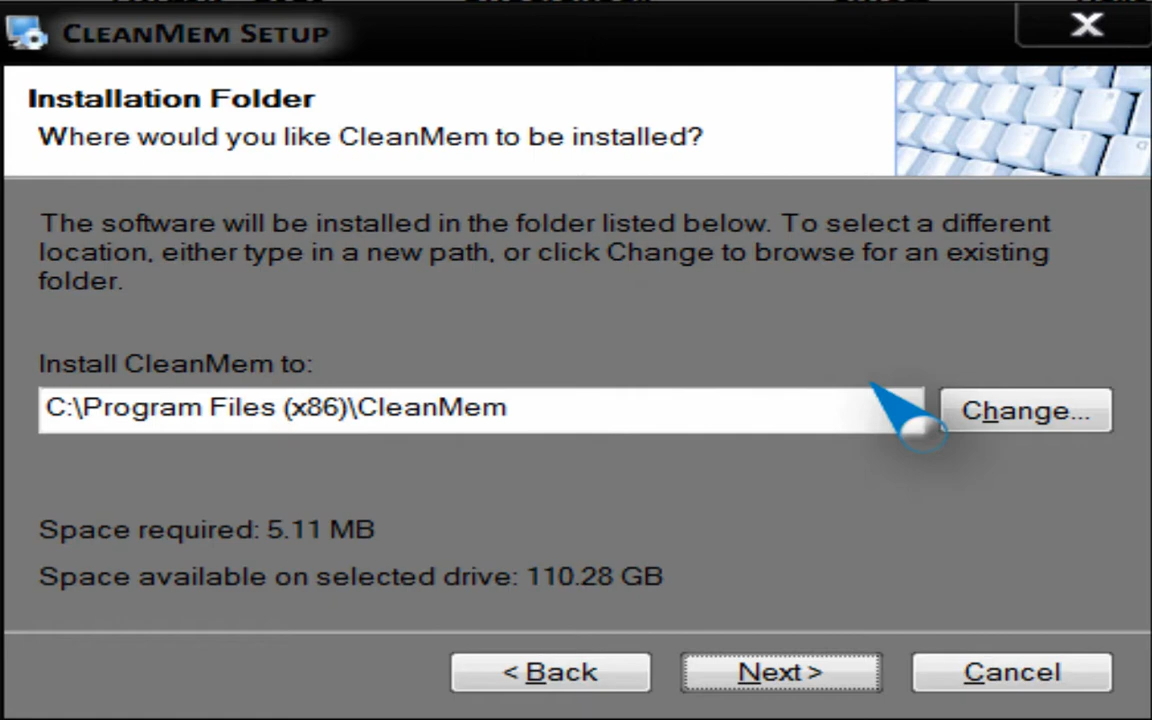 CLEANMEM SETUP
Installation Folder
Where would you like CleanMem to be installed?
The software will be installed in the folder listed below. To select a different
location, either type in a new path, or click Change to browse for an existing
folder.
Install CleanMem to:
C:\Program Files (x86)\CleanMem
Change...
Space required: 5.11 MB
Space available on selected drive: 110.28 GB
< Back
Next >
Cancel